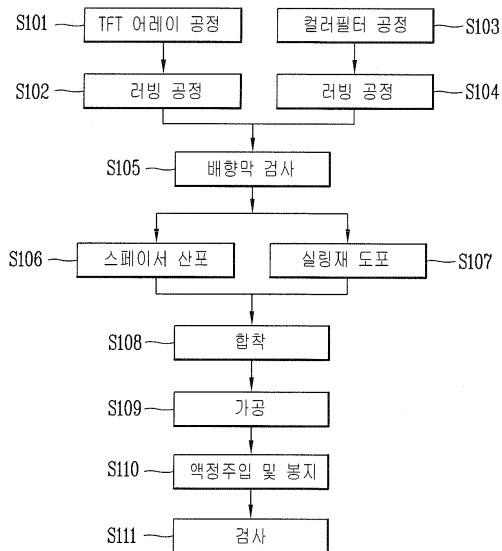 S101 TFT 어레이 공정 컬러필터 공정 S103
S102 러빙 공정 러빙 공정 S104
S105 배향막 검사
S106 스페이서 산포 실링재 도포 S107
S108 합착
S109 가공
S110 액정주입 및 봉지
S111 검사